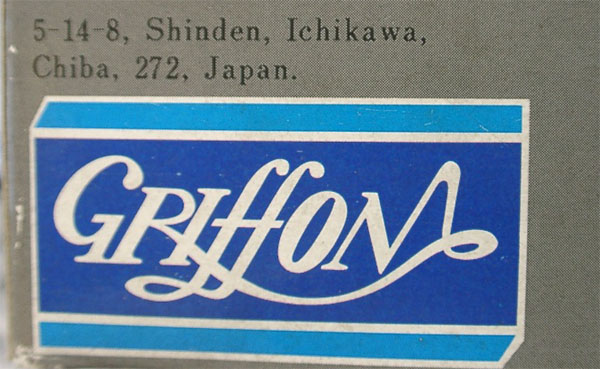 5-14-8, Shinden, Ichikawa,
Chiba, 272, Japan.
GRIffON